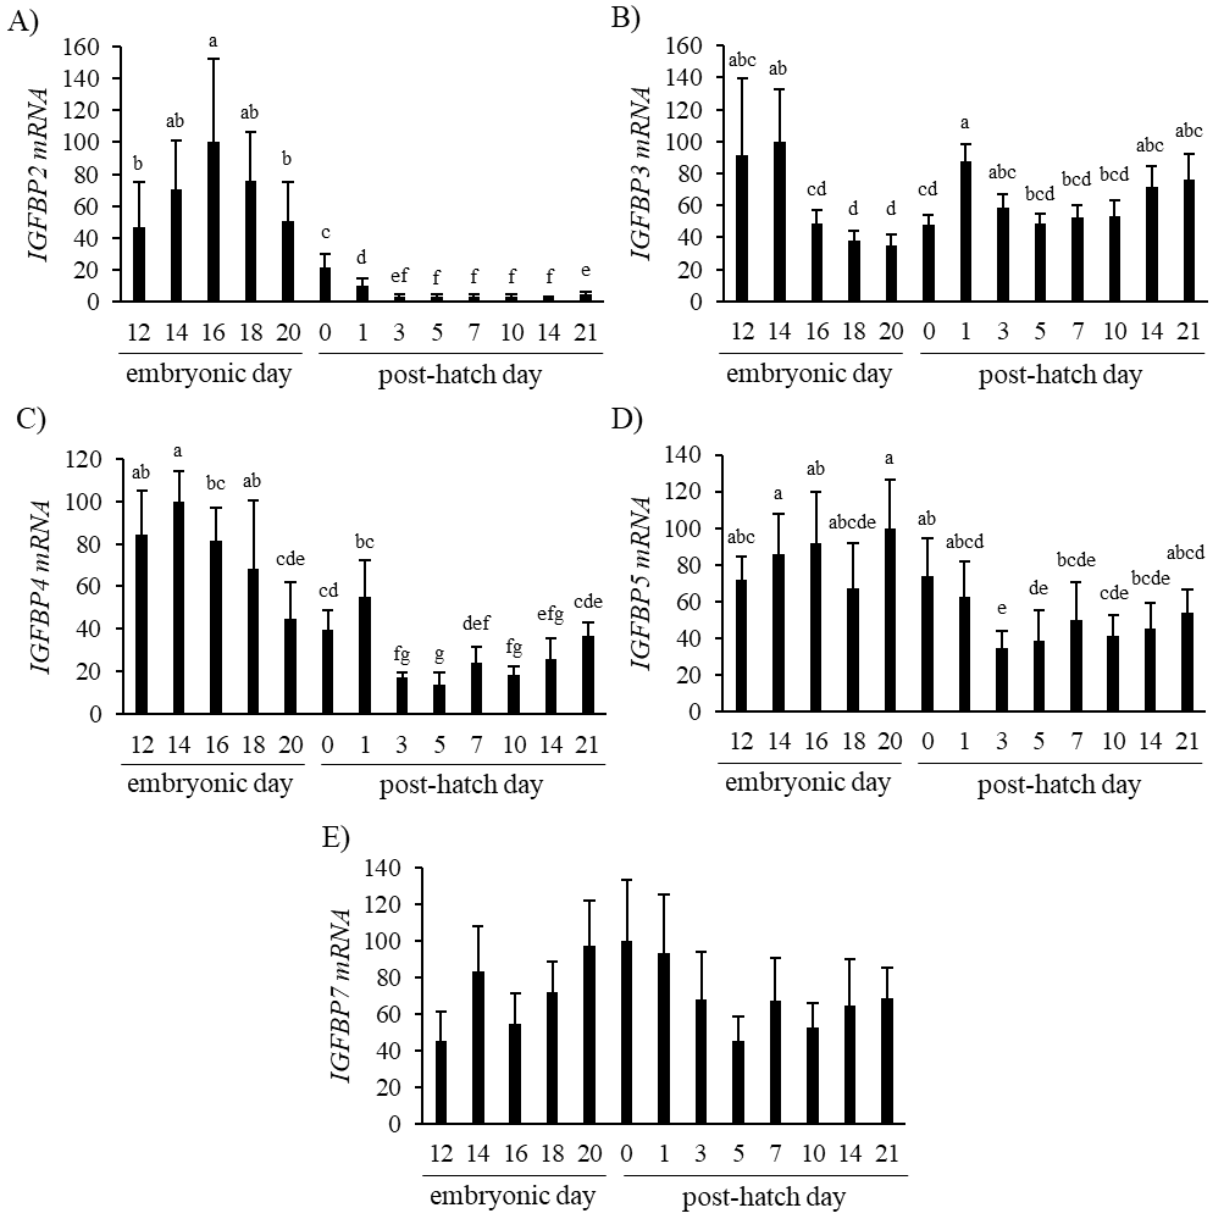 A)
IGFBP2 mRNA
160
140
120
100
80
60
40
20
0
b ab a ab b c d ef f f f f e
12 14 16 18 20 0 1 3 5 7 10 14 21
embryonic day post-hatch day
B)
IGFBP3 mRNA
160
140
120
100
80
60
40
20
0
abc ab cd d d cd a abc bcd bcd bcd abc abc
12 14 16 18 20 0 1 3 5 7 10 14 21
embryonic day post-hatch day
C)
IGFBP4 mRNA
120
100
80
60
40
20
0
ab a bc ab cde cd bc fg g def fg efg cde
12 14 16 18 20 0 1 3 5 7 10 14 21
embryonic day post-hatch day
D)
IGFBP5 mRNA
140
120
100
80
60
40
20
0
abc a ab abcde a ab abcd e de bcde cde bcde abcd
12 14 16 18 20 0 1 3 5 7 10 14 21
embryonic day post-hatch day
E)
IGFBP7 mRNA
140
120
100
80
60
40
20
0
12 14 16 18 20 0 1 3 5 7 10 14 21
embryonic day post-hatch day